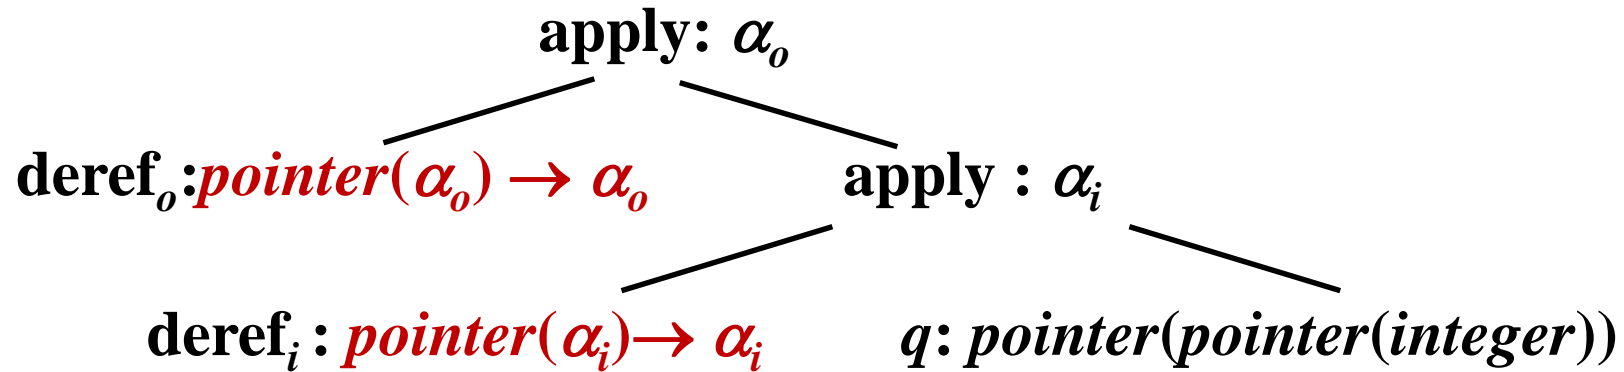 apply: αₒ
derefₒ:pointer(αₒ) → αₒ apply : αᵢ
derefᵢ : pointer(αᵢ)→ αᵢ q: pointer(pointer(integer))